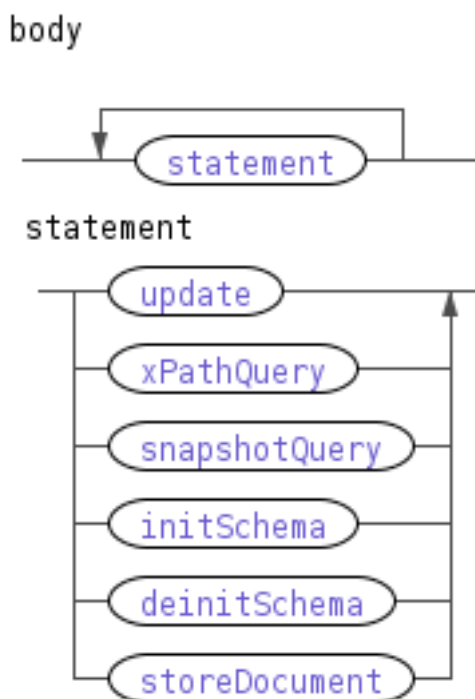 body
statement
statement
update
xPathQuery
snapshotQuery
initSchema
deinitSchema
storeDocument